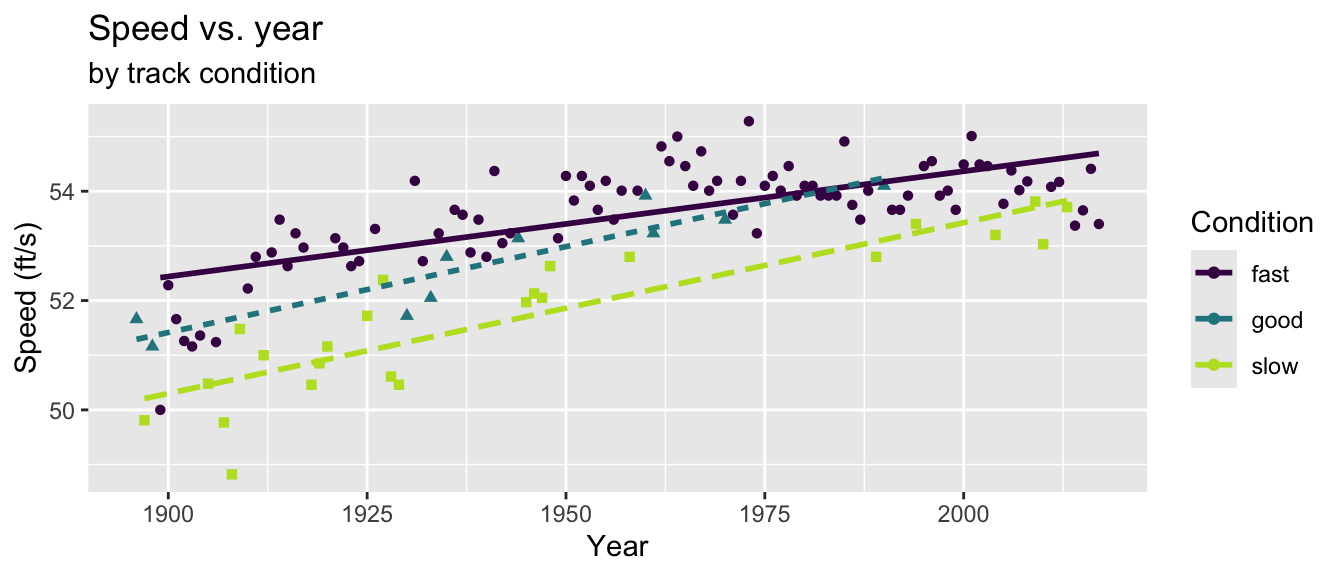 Speed vs. year
by track condition
54
52
50
Speed (ft/s)
1900 1925 1950 1975 2000
Year
Condition
fast
good
slow